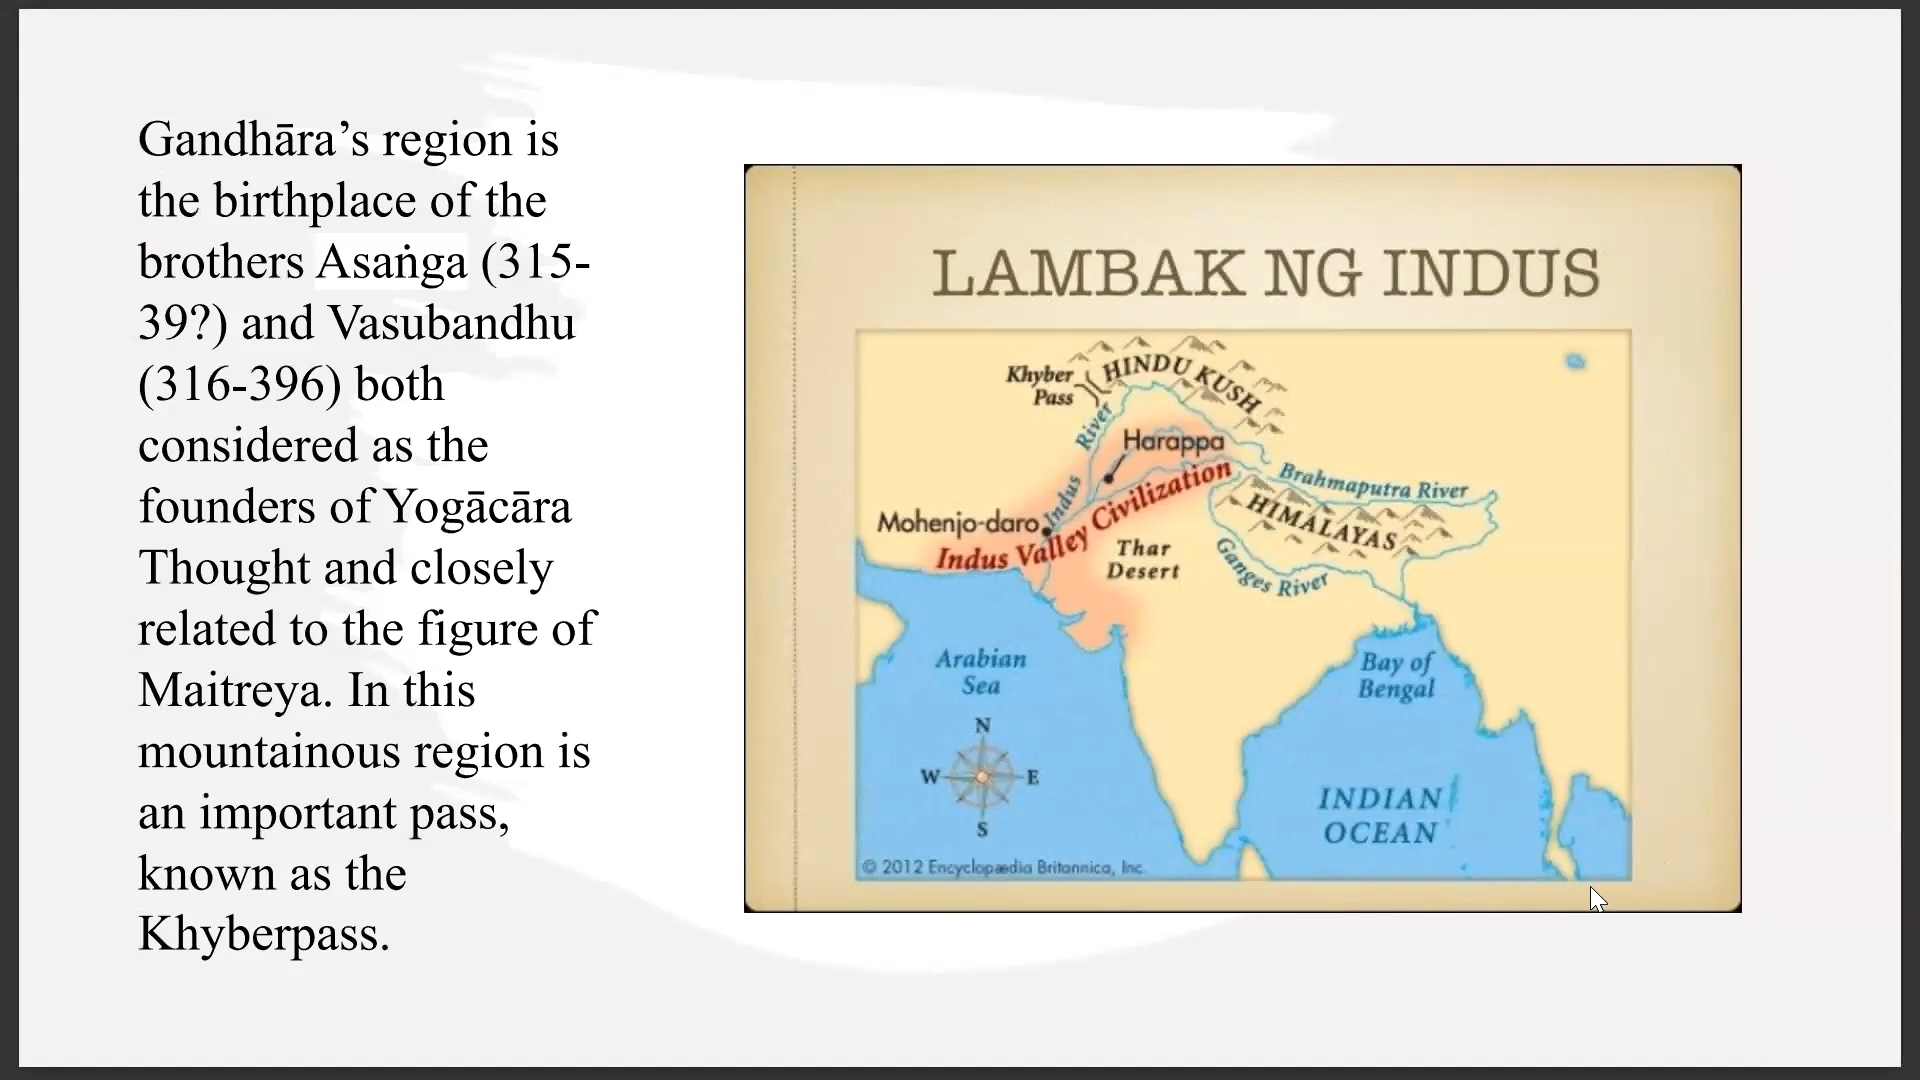 Gandhāra’s region is
the birthplace of the
brothers Asaṅga (315-
39?) and Vasubandhu
(316-396) both
considered as the
founders of Yogācāra
Thought and closely
related to the figure of
Maitreya. In this
mountainous region is
an important pass,
known as the
Khyberpass.
LAMBAK NG INDUS
Khyber
Pass
HINDU KUSH
River
Harappa
Indus
Brahmaputra River
HIMALAYAS
Mohenjo-daro
Indus Valley Civilization
Thar
Desert
Ganges River
Arabian
Sea
Bay of
Bengal
N
W
E
S
INDIAN
OCEAN
© 2012 Encyclopædia Britannica, Inc.